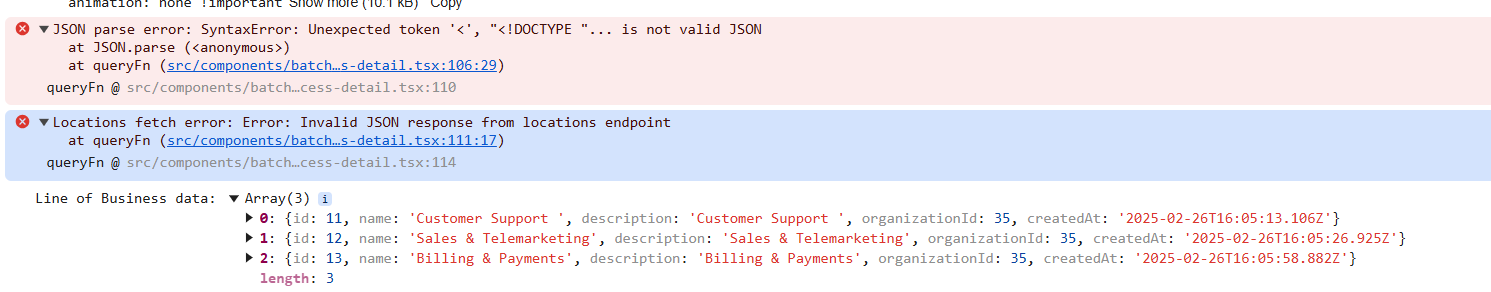 animation: none !important Show more (10.1 kB) Copy
JSON parse error: SyntaxError: Unexpected token '<', "<!DOCTYPE "... is not valid JSON
at JSON.parse (<anonymous>)
at queryFn (src/components/batch…s-detail.tsx:106:29)
queryFn @ src/components/batch…cess-detail.tsx:110
Locations fetch error: Error: Invalid JSON response from locations endpoint
at queryFn (src/components/batch…s-detail.tsx:111:17)
queryFn @ src/components/batch…cess-detail.tsx:114
Line of Business data: Array(3) i
0: {id: 11, name: 'Customer Support ', description: 'Customer Support ', organizationId: 35, createdAt: '2025-02-26T16:05:13.106Z'}
1: {id: 12, name: 'Sales & Telemarketing', description: 'Sales & Telemarketing', organizationId: 35, createdAt: '2025-02-26T16:05:26.925Z'}
2: {id: 13, name: 'Billing & Payments', description: 'Billing & Payments', organizationId: 35, createdAt: '2025-02-26T16:05:58.882Z'}
length: 3